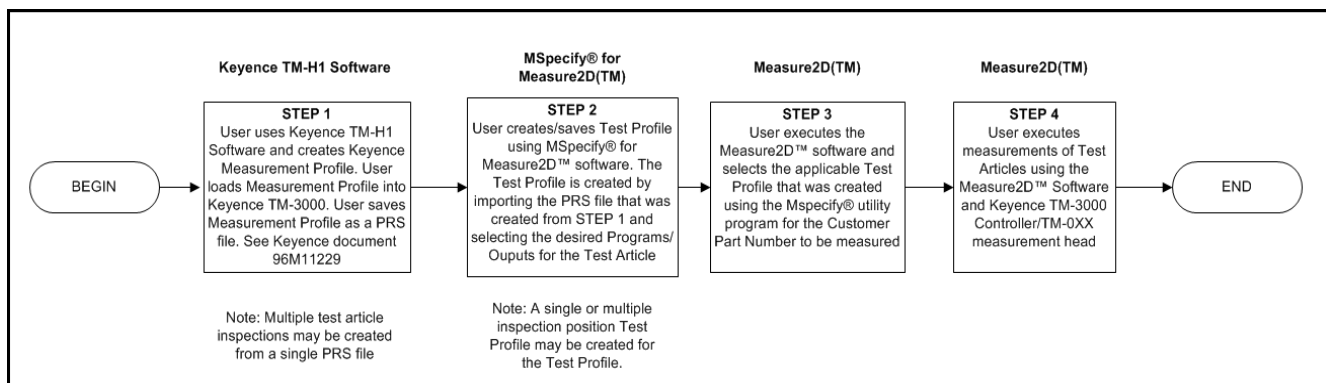 Keyence TM-H1 Software
MSpecify® for
Measure2D(TM)
Measure2D(TM)
Measure2D(TM)
BEGIN
STEP 1
User uses Keyence TM-H1
Software and creates Keyence
Measurement Profile. User
loads Measurement Profile into
Keyence TM-3000. User saves
Measurement Profile as a PRS
file. See Keyence document
96M11229
Note: Multiple test article
inspections may be created
from a single PRS file
STEP 2
User creates/saves Test Profile
using MSpecify® for
Measure2D™ software. The
Test Profile is created by
importing the PRS file that was
created from STEP 1 and
selecting the desired Programs/
Ouputs for the Test Article
Note: A single or multiple
inspection position Test
Profile may be created for
the Test Profile.
STEP 3
User executes the
Measure2D™ software and
selects the applicable Test
Profile that was created
using the Mspecify® utility
program for the Customer
Part Number to be measured
STEP 4
User executes
measurements of Test
Articles using the
Measure2D™ Software
and Keyence TM-3000
Controller/TM-0XX
measurement head
END